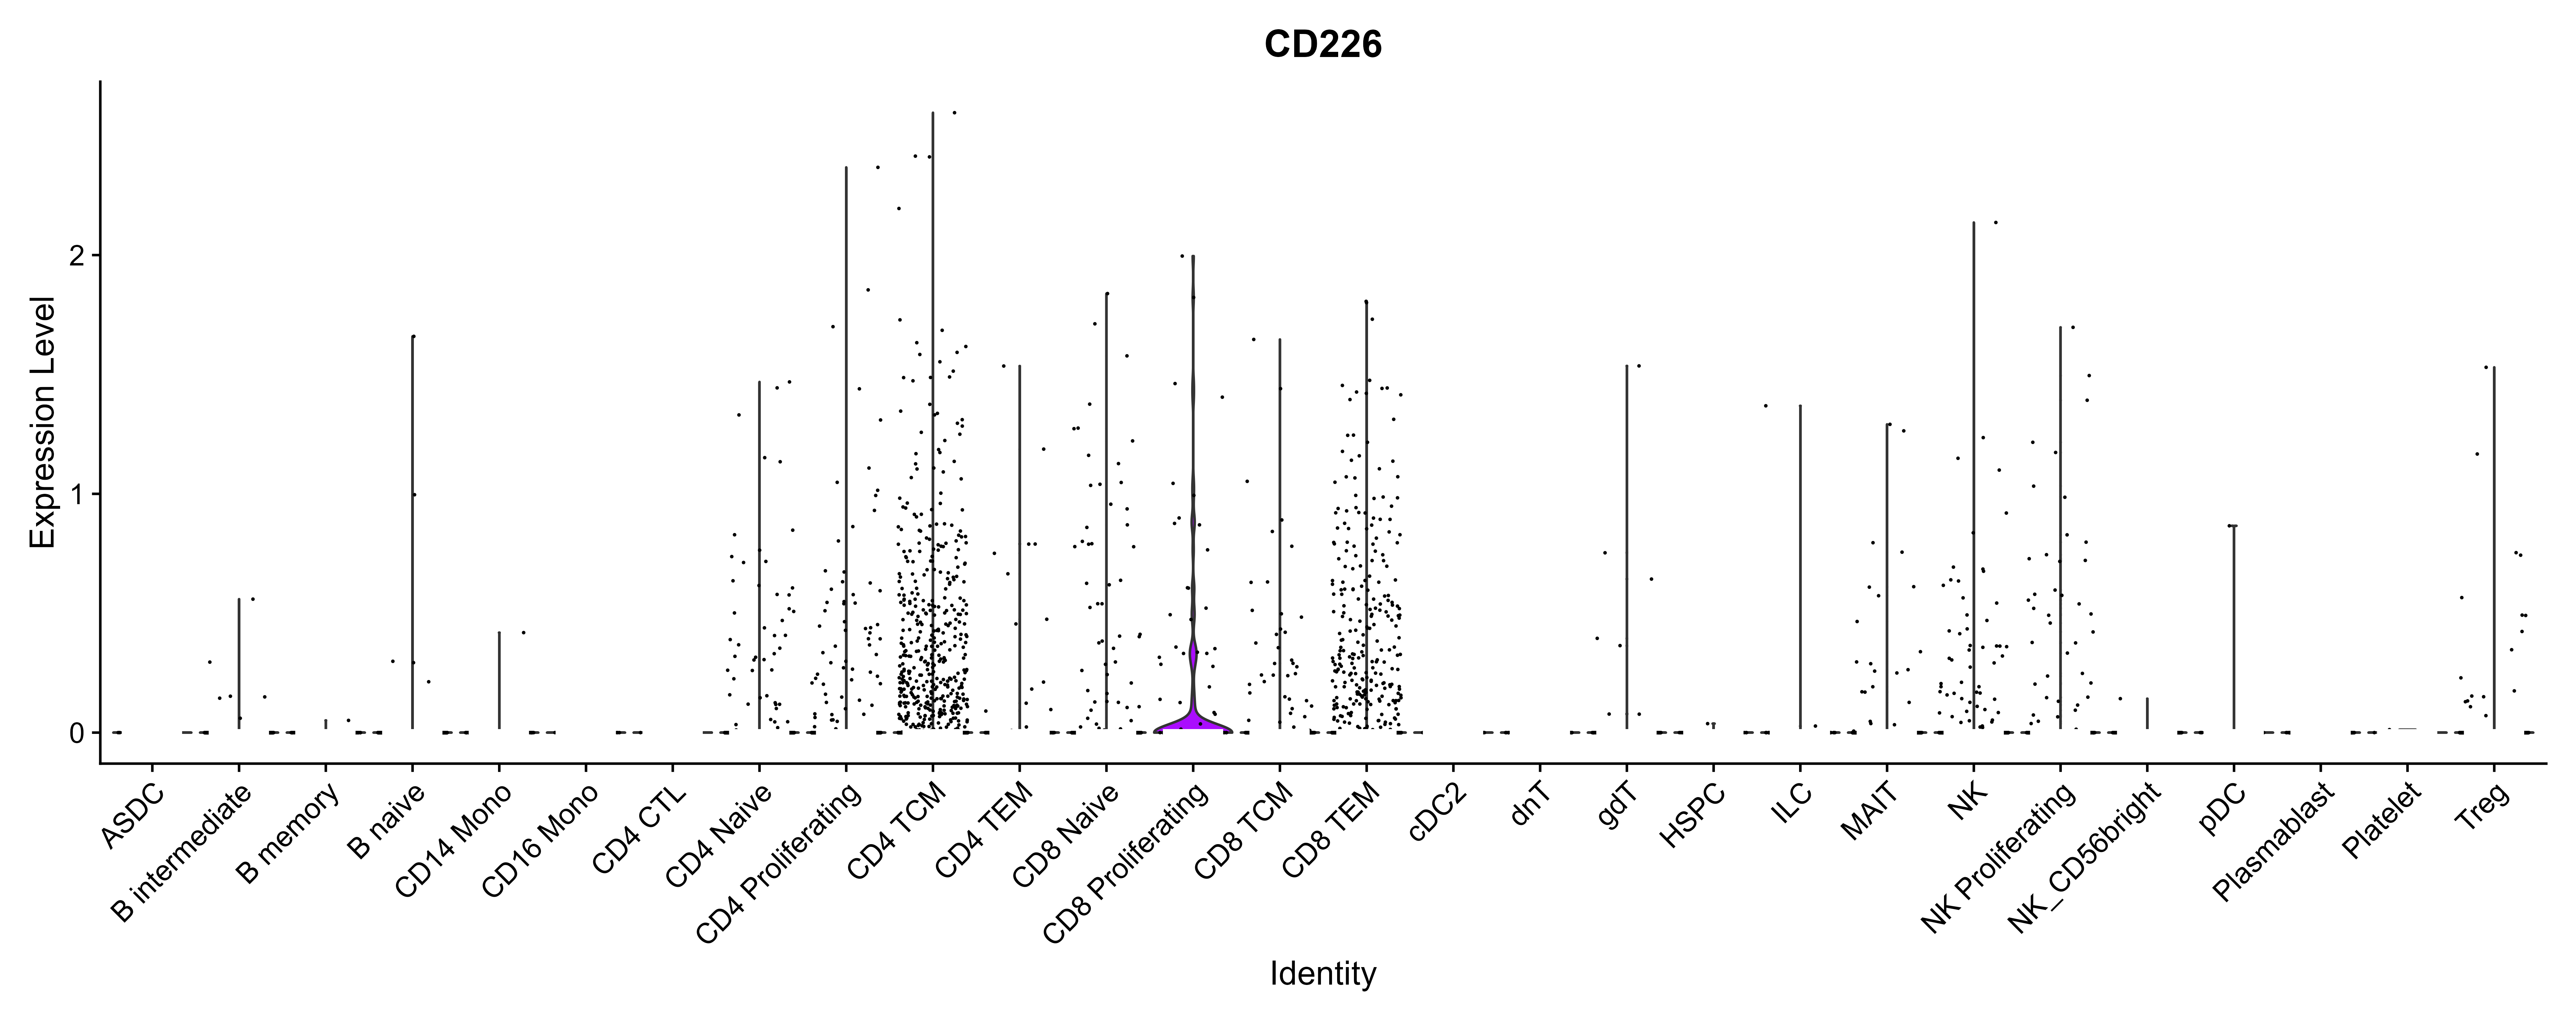 CD226
Expression Level
2
1
0
ASDC
B intermediate
B memory
B naive
CD14 Mono
CD16 Mono
CD4 CTL
CD4 Naive
CD4 Proliferating
CD4 TCM
CD4 TEM
CD8 Naive
CD8 Proliferating
CD8 TCM
CD8 TEM
cDC2
dnT
gdT
HSPC
ILC
MAIT
NK
NK Proliferating
NK_CD56bright
pDC
Plasmablast
Platelet
Treg
Identity